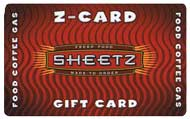 Z-CARD
FOOD COFFEE GAS
FRESH FOOD
SHEETZ
MADE·TO·ORDER
FOOD COFFEE GAS
GIFT CARD